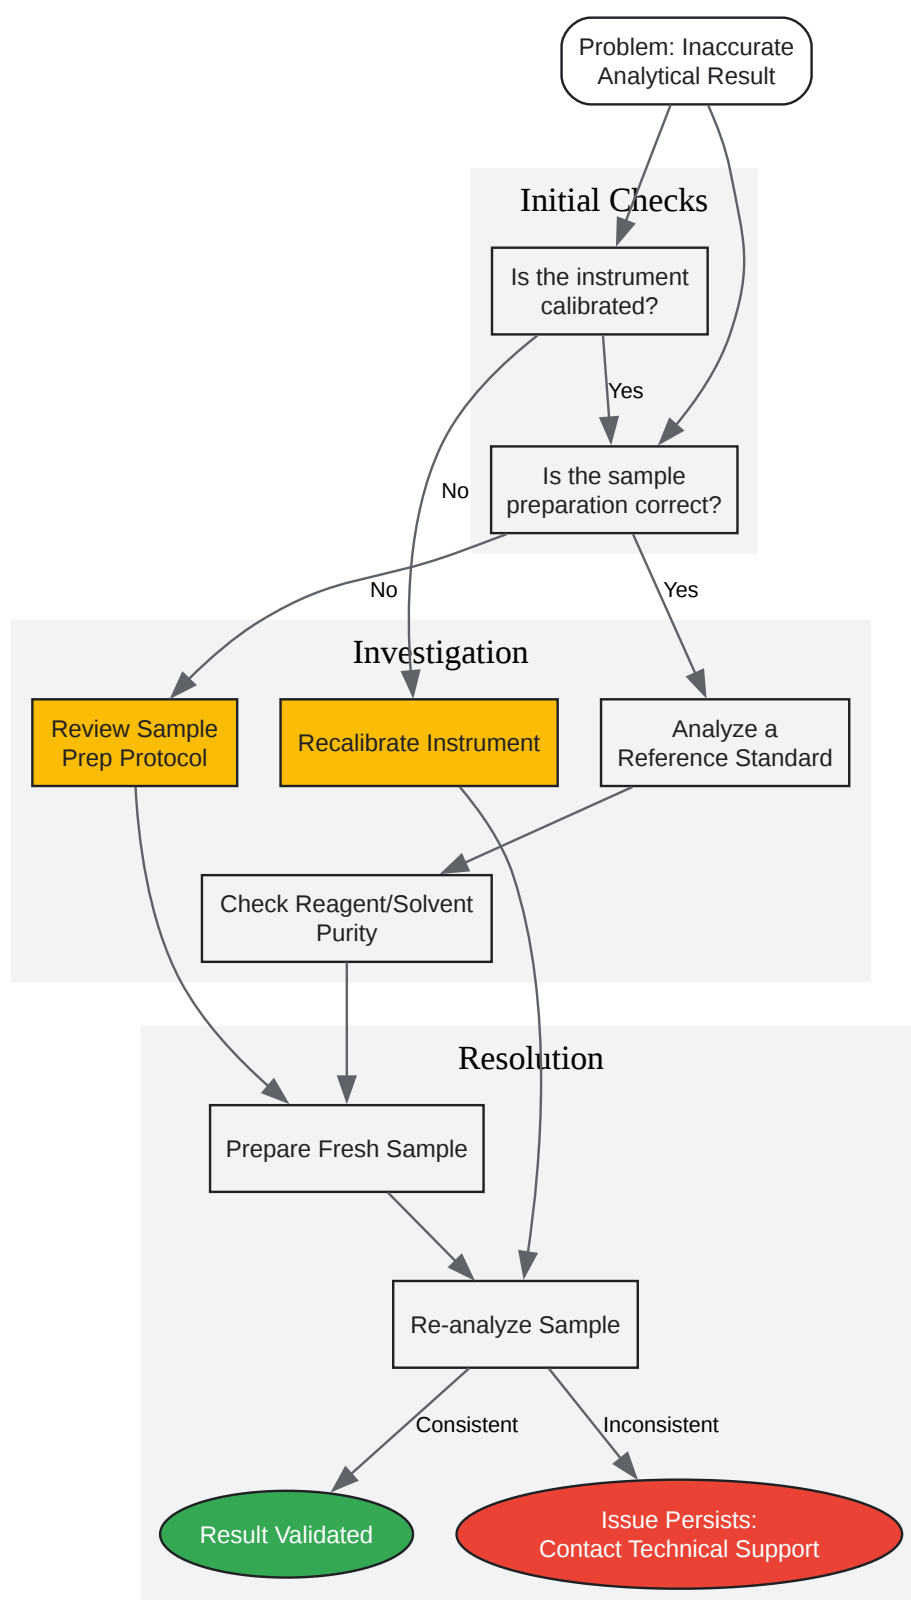 Problem: Inaccurate
Analytical Result
Initial Checks
Is the instrument
calibrated?
Yes
No
Is the sample
preparation correct?
No
Yes
Investigation
Review Sample
Prep Protocol
Recalibrate Instrument
Analyze a
Reference Standard
Check Reagent/Solvent
Purity
Resolution
Prepare Fresh Sample
Re-analyze Sample
Consistent
Inconsistent
Result Validated
Issue Persists:
Contact Technical Support